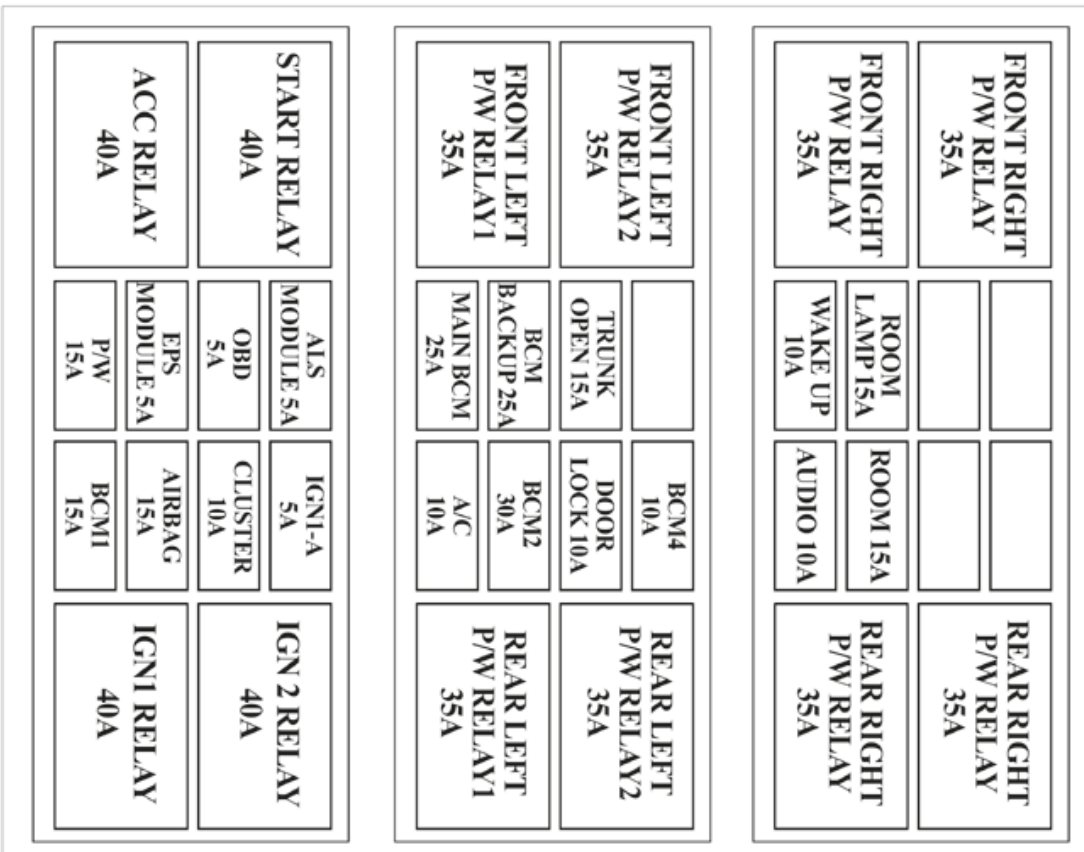 ACC RELAY
40A
START RELAY
40A
P/W
15A
EPS
MODULE 5A
OBD
5A
ALS
MODULE 5A
BCM1
15A
AIRBAG
15A
CLUSTER
10A
IGN1-A
5A
IGN1 RELAY
40A
IGN 2 RELAY
40A
FRONT LEFT
P/W RELAY1
35A
FRONT LEFT
P/W RELAY2
35A
MAIN BCM
25A
BCM
BACKUP 25A
TRUNK
OPEN 15A
A/C
10A
BCM2
30A
DOOR
LOCK 10A
BCM4
10A
REAR LEFT
P/W RELAY1
35A
REAR LEFT
P/W RELAY2
35A
FRONT RIGHT
P/W RELAY
35A
FRONT RIGHT
P/W RELAY
35A
WAKE UP
10A
ROOM
LAMP 15A
AUDIO 10A
ROOM 15A
REAR RIGHT
P/W RELAY
35A
REAR RIGHT
P/W RELAY
35A